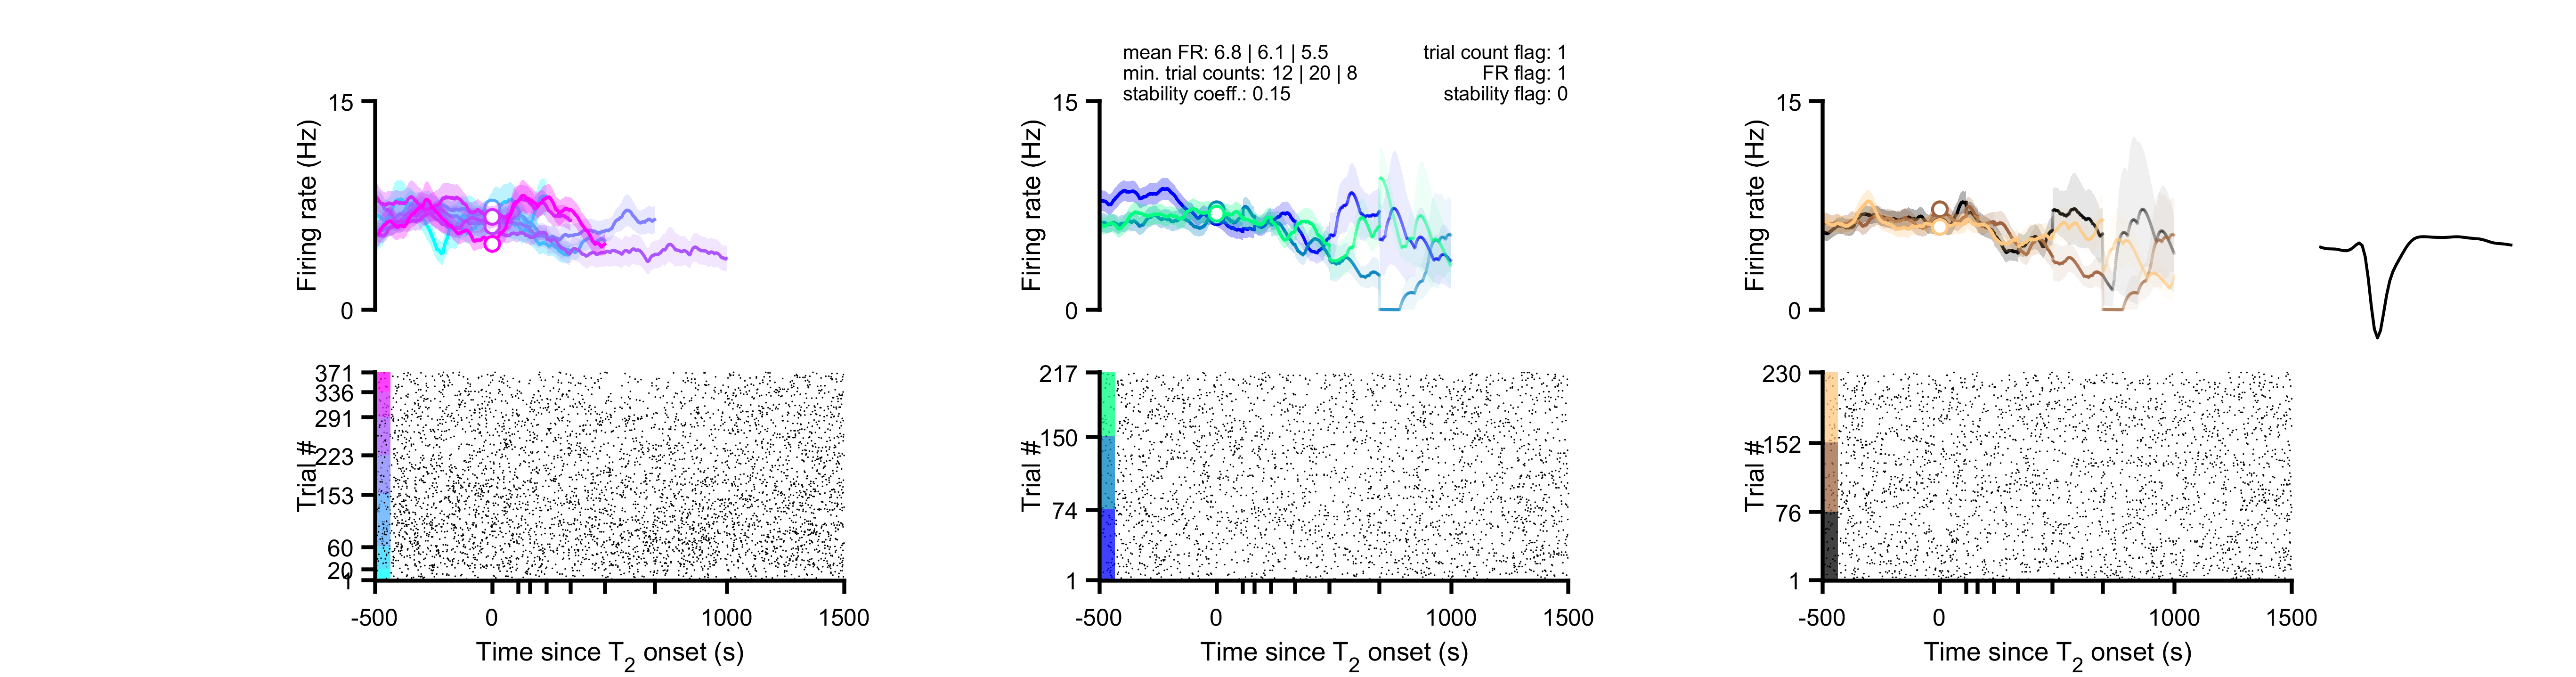 mean FR: 6.8 | 6.1 | 5.5
min. trial counts: 12 | 20 | 8
stability coeff.: 0.15
trial count flag: 1
FR flag: 1
stability flag: 0
15
Firing rate (Hz)
0
15
Firing rate (Hz)
0
15
Firing rate (Hz)
0
371
336
291
223
153
60
20
1
Trial #
-500
0
1000
1500
Time since T2 onset (s)
217
150
74
1
Trial #
-500
0
1000
1500
Time since T2 onset (s)
230
152
76
1
Trial #
-500
0
1000
1500
Time since T2 onset (s)